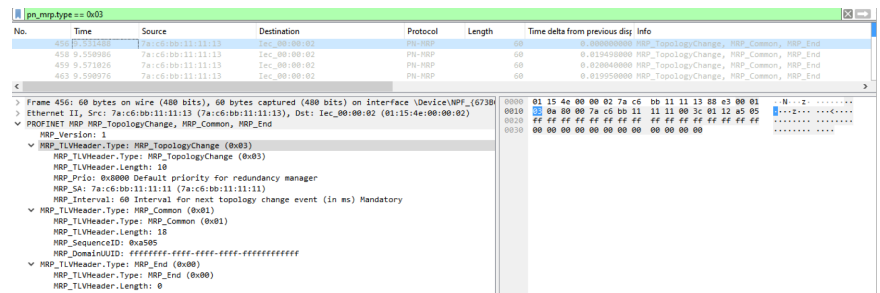 pn_mrp.type == 0x03
No. Time Source Destination Protocol Length Time delta from previous disp Info
456 9.531488 7a:c6:bb:11:11:13 Iec_00:00:02 PN-MRP 60 0.000000000 MRP_TopologyChange, MRP_Common, MRP_End
458 9.550986 7a:c6:bb:11:11:13 Iec_00:00:02 PN-MRP 60 0.019498000 MRP_TopologyChange, MRP_Common, MRP_End
459 9.571026 7a:c6:bb:11:11:13 Iec_00:00:02 PN-MRP 60 0.020040000 MRP_TopologyChange, MRP_Common, MRP_End
463 9.590976 7a:c6:bb:11:11:13 Iec_00:00:02 PN-MRP 60 0.019950000 MRP_TopologyChange, MRP_Common, MRP_End
> Frame 456: 60 bytes on wire (480 bits), 60 bytes captured (480 bits) on interface \Device\NPF_{673B
> Ethernet II, Src: 7a:c6:bb:11:11:13 (7a:c6:bb:11:11:13), Dst: Iec_00:00:02 (01:15:4e:00:00:02)
PROFINET MRP MRP_TopologyChange, MRP_Common, MRP_End
MRP_Version: 1
MRP_TLVHeader.Type: MRP_TopologyChange (0x03)
MRP_TLVHeader.Type: MRP_TopologyChange (0x03)
MRP_TLVHeader.Length: 10
MRP_Prio: 0x8000 Default priority for redundancy manager
MRP_SA: 7a:c6:bb:11:11:11 (7a:c6:bb:11:11:11)
MRP_Interval: 60 Interval for next topology change event (in ms) Mandatory
MRP_TLVHeader.Type: MRP_Common (0x01)
MRP_TLVHeader.Type: MRP_Common (0x01)
MRP_TLVHeader.Length: 18
MRP_SequenceID: 0xa505
MRP_DomainUUID: ffffffff-ffff-ffff-ffff-ffffffffffff
MRP_TLVHeader.Type: MRP_End (0x00)
MRP_TLVHeader.Type: MRP_End (0x00)
MRP_TLVHeader.Length: 0
0000 01 15 4e 00 00 02 7a c6 bb 11 11 13 88 e3 00 01 ··N···z· ········
0010 03 0a 80 00 7a c6 bb 11 11 11 00 3c 01 12 a5 05 ····z··· ···<····
0020 ff ff ff ff ff ff ff ff ff ff ff ff ff ff ff ff ········ ········
0030 00 00 00 00 00 00 00 00 00 00 00 00 ········ ····